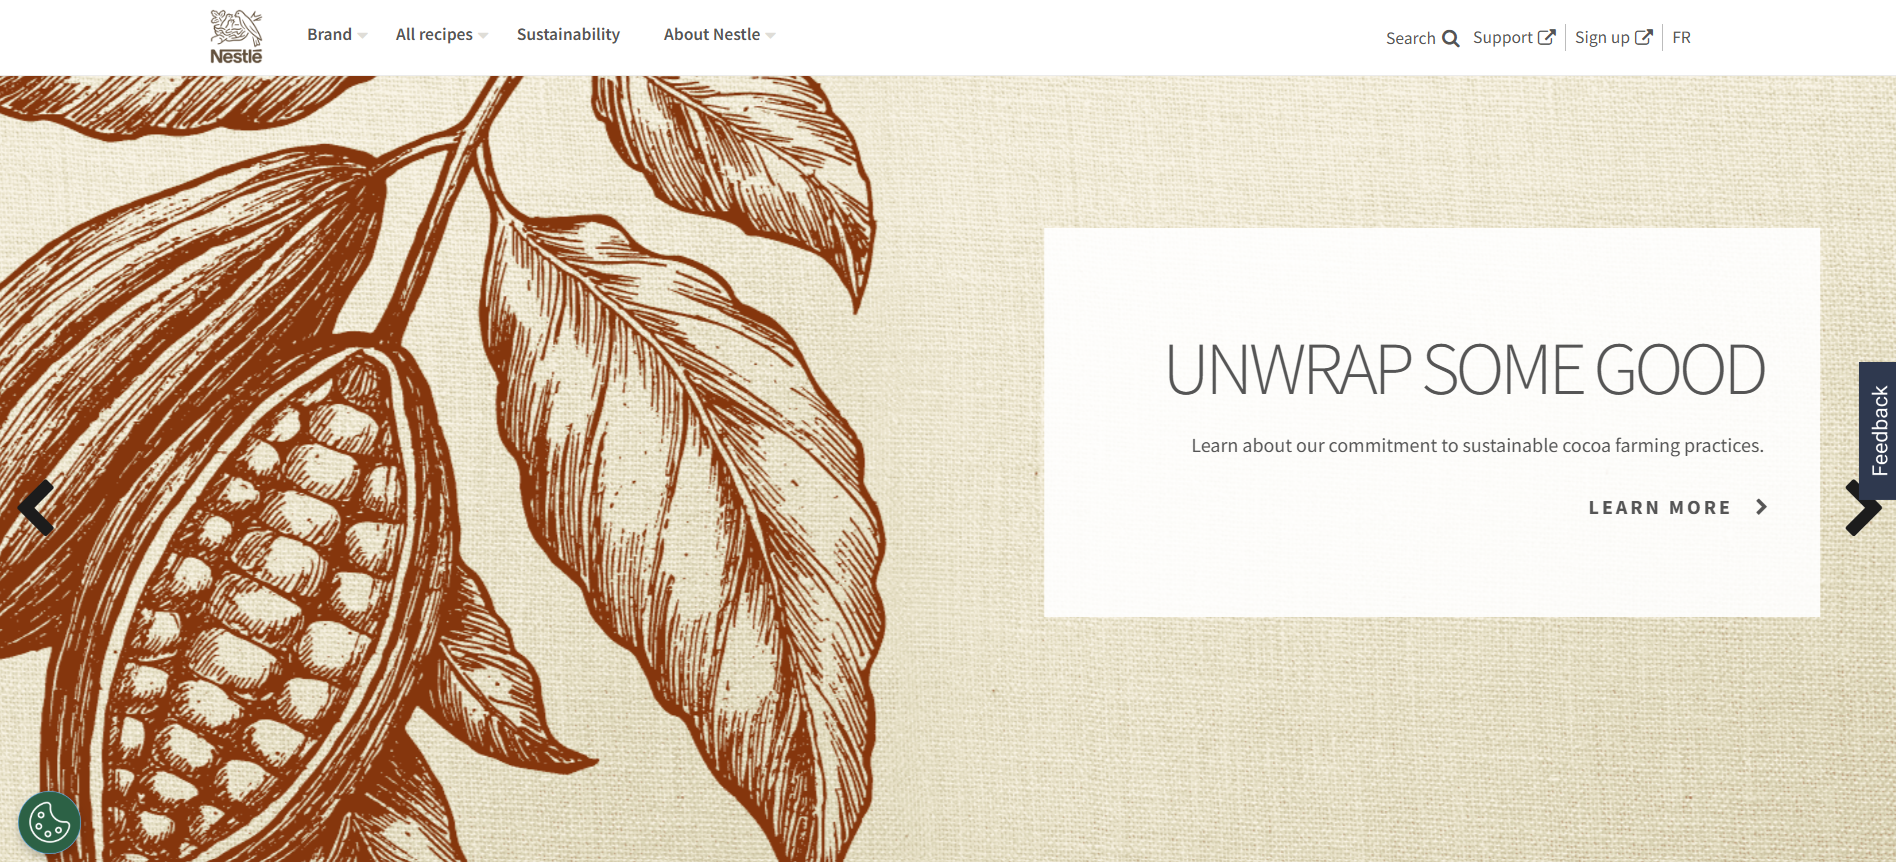 Nestlé
Brand
All recipes
Sustainability
About Nestle
Search
Support
Sign up
FR
UNWRAP SOME GOOD
Learn about our commitment to sustainable cocoa farming practices.
LEARN MORE
Feedback